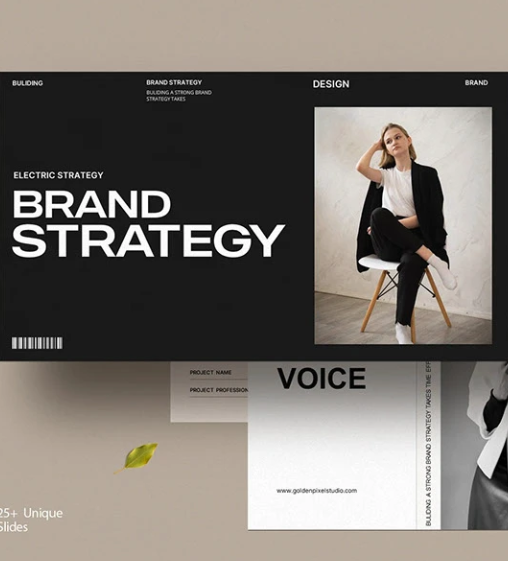 BULIDING
BRAND STRATEGY
BULIDING A STRONG BRAND
STRATEGY TAKES
DESIGN
BRAND
ELECTRIC STRATEGY
BRAND
STRATEGY
PROJECT NAME
PROJECT PROFESSION
VOICE
BUILDING A STRONG BRAND STRATEGY TAKES TIME EFF
www.goldenpixelstudio.com
25+ Unique
Slides